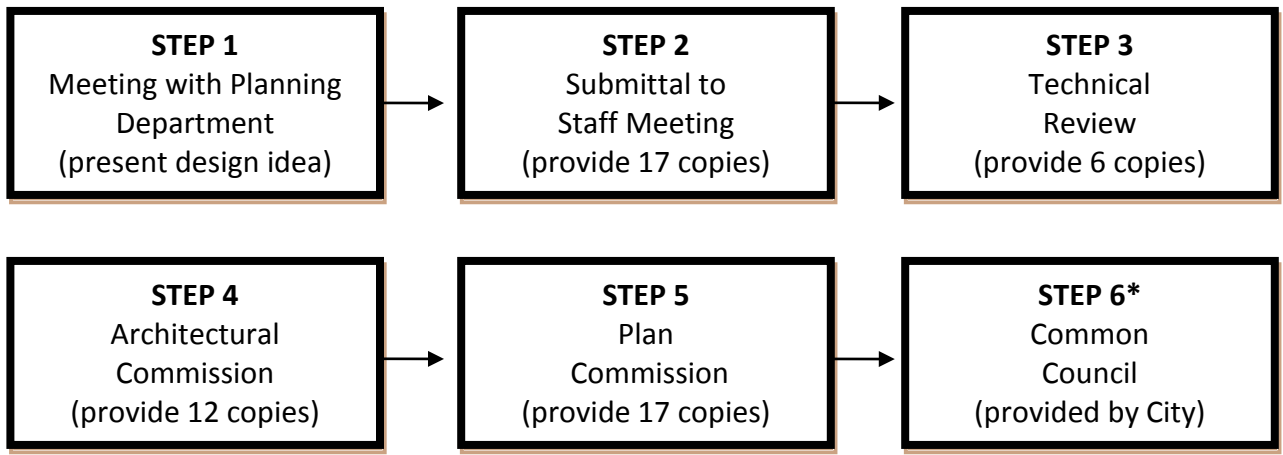 STEP 1
Meeting with Planning
Department
(present design idea)
STEP 2
Submittal to
Staff Meeting
(provide 17 copies)
STEP 3
Technical
Review
(provide 6 copies)
STEP 4
Architectural
Commission
(provide 12 copies)
STEP 5
Plan
Commission
(provide 17 copies)
STEP 6*
Common
Council
(provided by City)